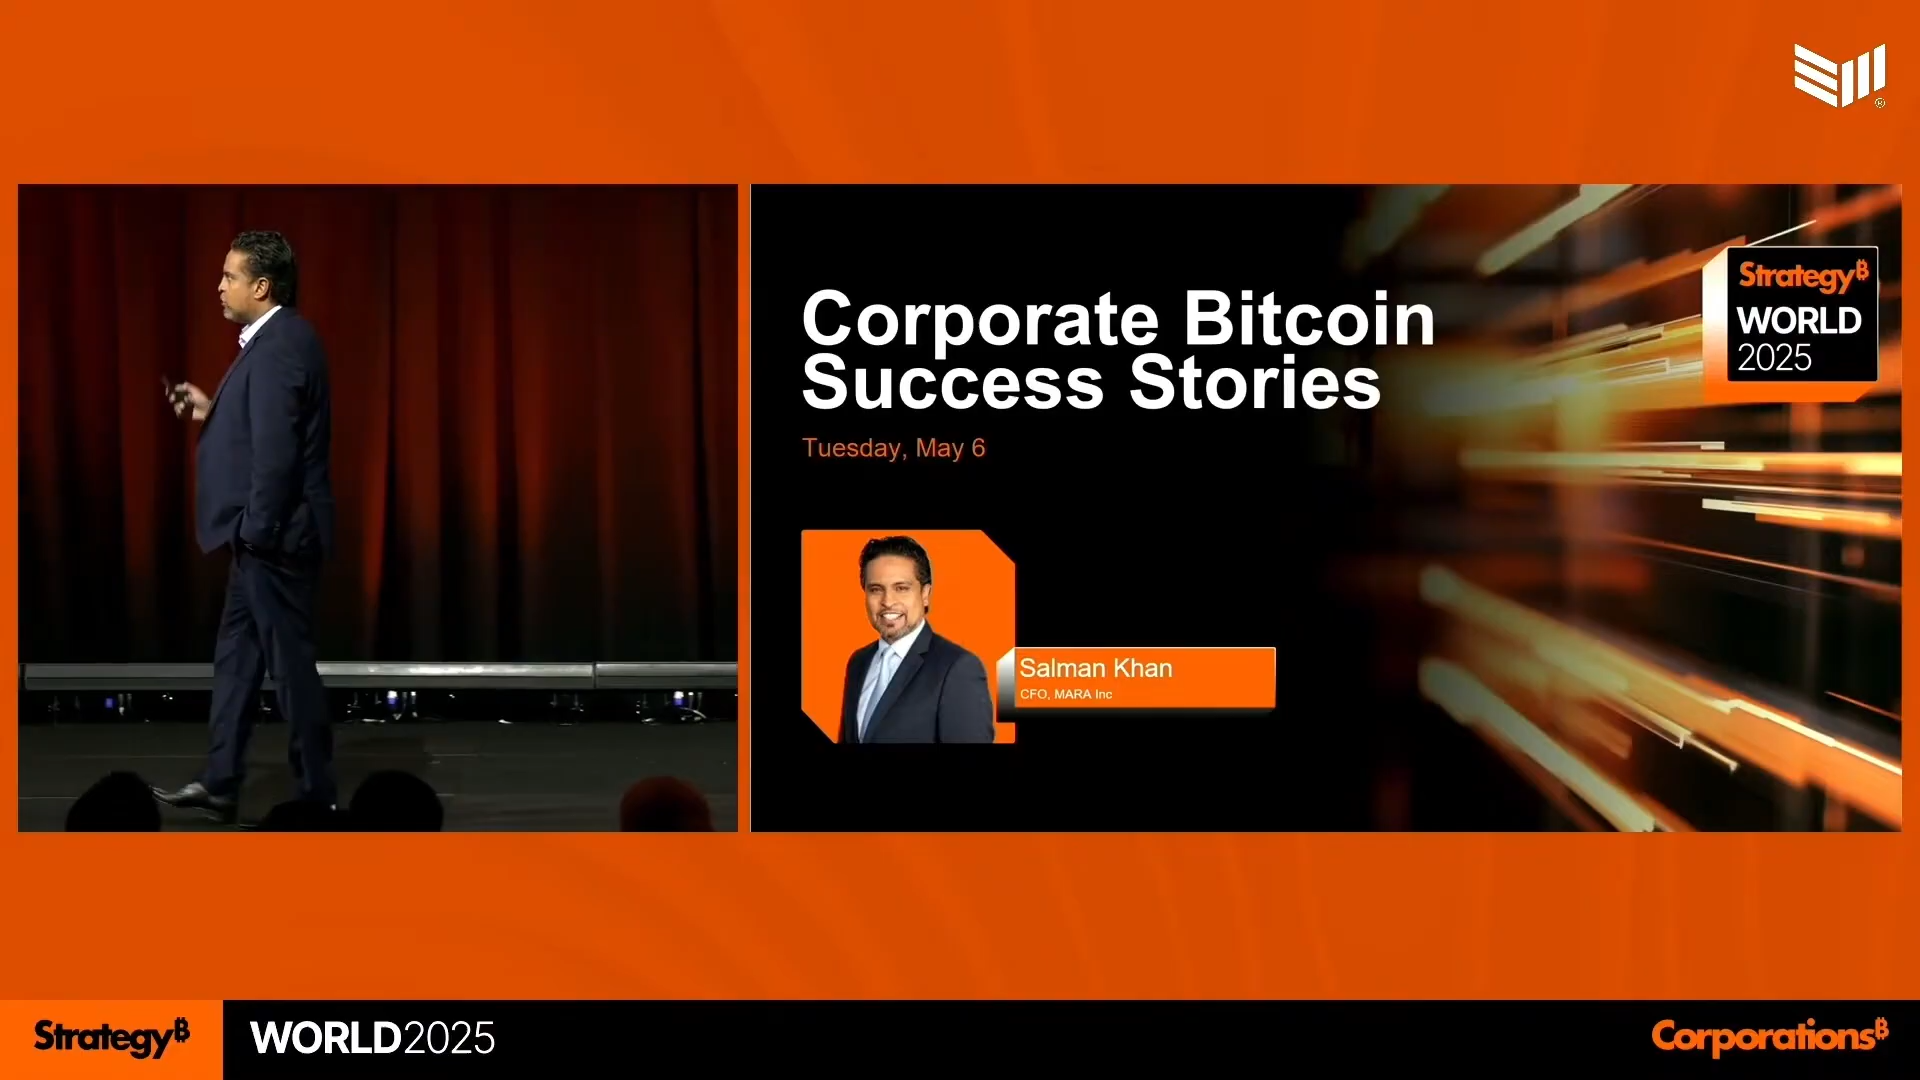 Corporate Bitcoin
Success Stories
Tuesday, May 6
Strategy₿
WORLD
2025
Salman Khan
CFO, MARA Inc
Strategy₿
WORLD2025
Corporations₿